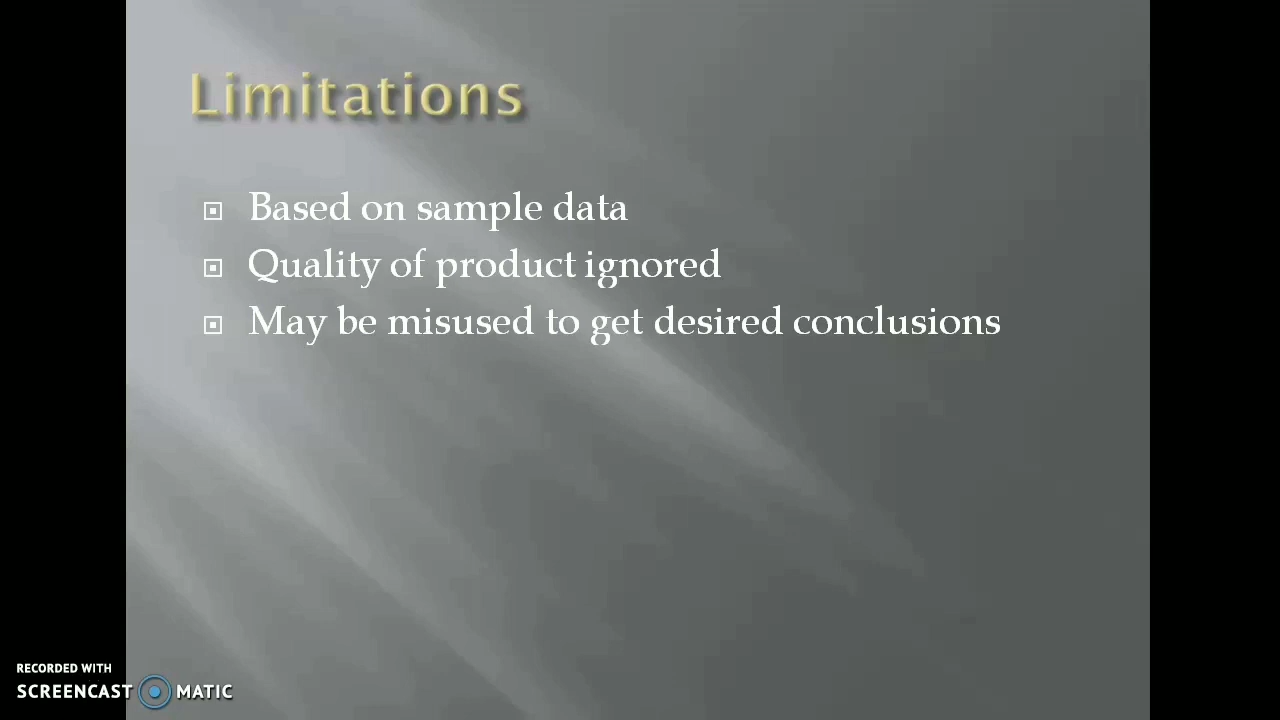 Limitations
Based on sample data
Quality of product ignored
May be misused to get desired conclusions
RECORDED WITH
SCREENCAST MATIC